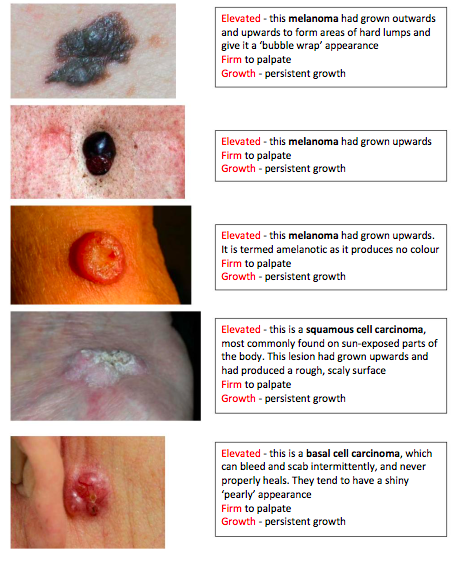 Elevated - this melanoma had grown outwards
and upwards to form areas of hard lumps and
give it a ‘bubble wrap’ appearance
Firm to palpate
Growth - persistent growth
Elevated - this melanoma had grown upwards
Firm to palpate
Growth - persistent growth
Elevated - this melanoma had grown upwards.
It is termed amelanotic as it produces no colour
Firm to palpate
Growth - persistent growth
Elevated - this is a squamous cell carcinoma,
most commonly found on sun-exposed parts of
the body. This lesion had grown upwards and
had produced a rough, scaly surface
Firm to palpate
Growth - persistent growth
Elevated - this is a basal cell carcinoma, which
can bleed and scab intermittently, and never
properly heals. They tend to have a shiny
‘pearly’ appearance
Firm to palpate
Growth - persistent growth